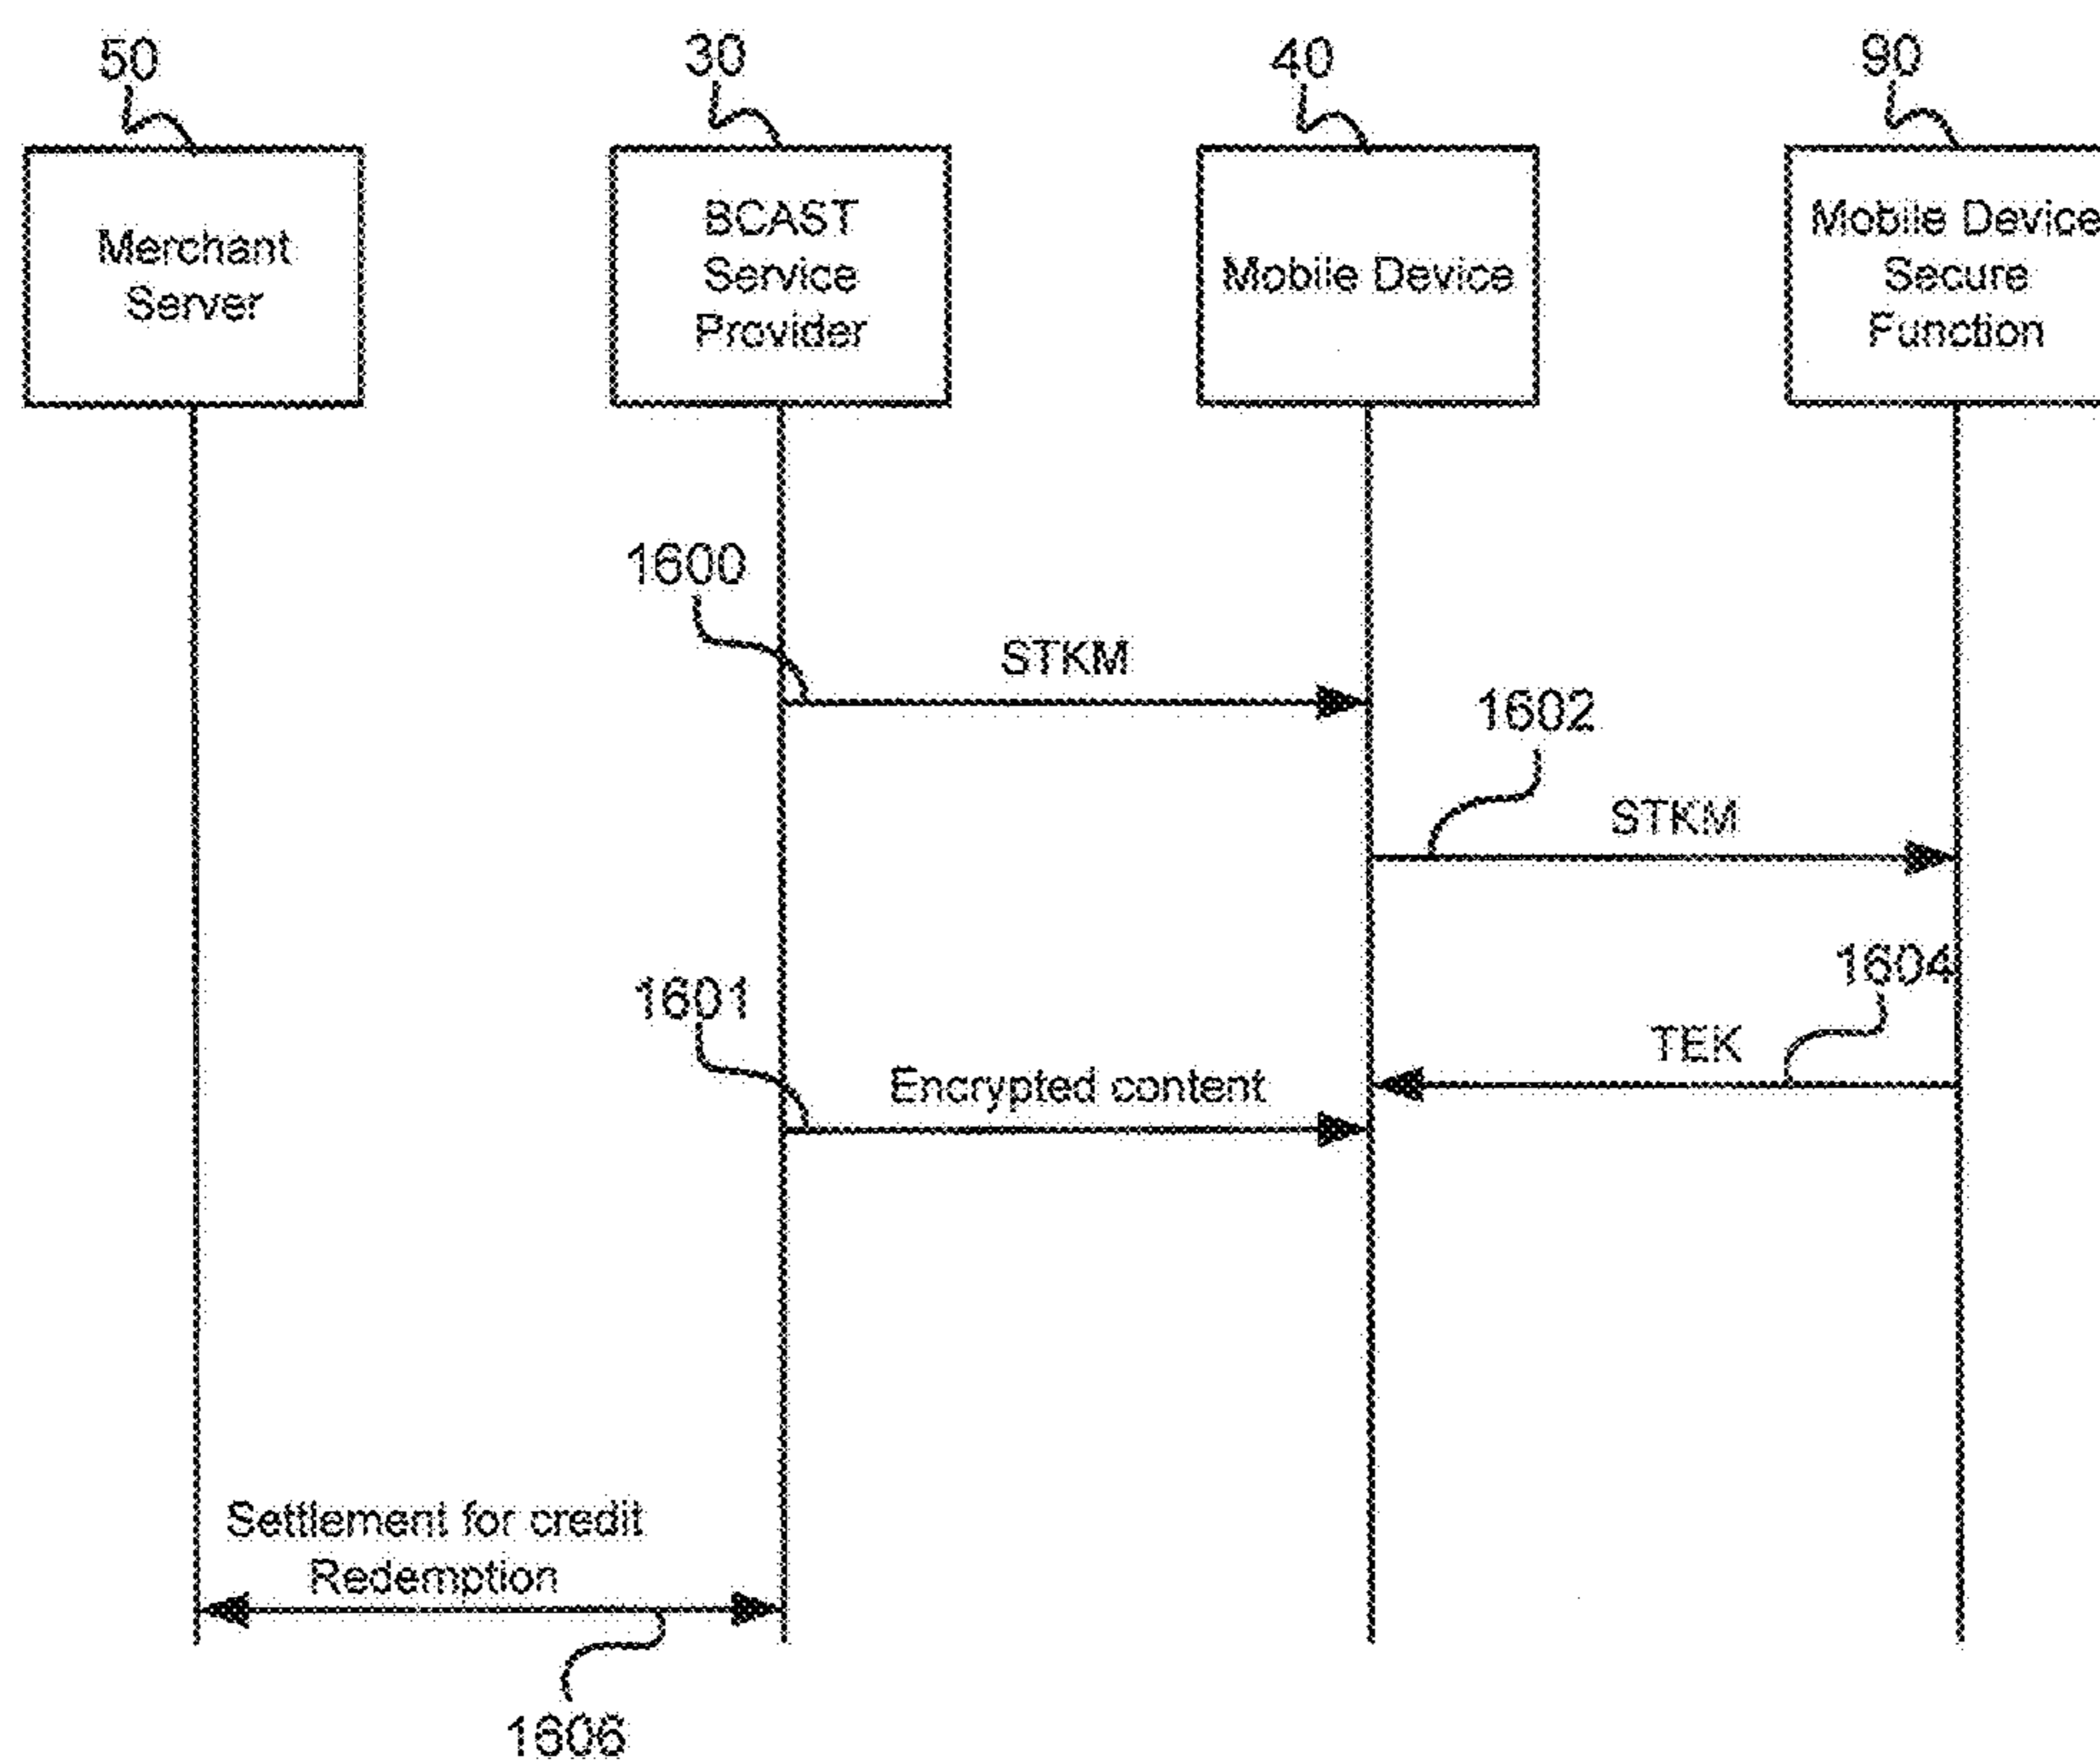 50
30
40
90
Merchant
Server
BCAST
Service
Provider
Mobile Device
Mobile Device
Secure
Function
1600
STKM
1602
STKM
1604
TEK
1601
Encrypted content
Settlement for credit
Redemption
1606